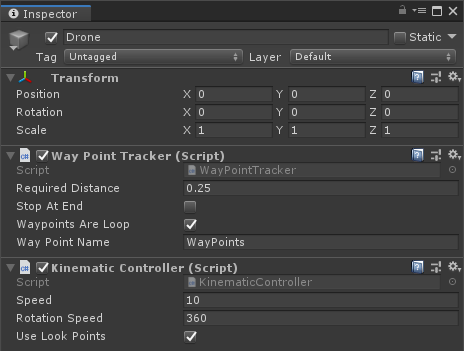 Inspector
Drone Static
Tag Untagged Layer Default
Transform
Position X 0 Y 0 Z 0
Rotation X 0 Y 0 Z 0
Scale X 1 Y 1 Z 1
Way Point Tracker (Script)
Script WayPointTracker
Required Distance 0.25
Stop At End
Waypoints Are Loop
Way Point Name WayPoints
Kinematic Controller (Script)
Script KinematicController
Speed 10
Rotation Speed 360
Use Look Points